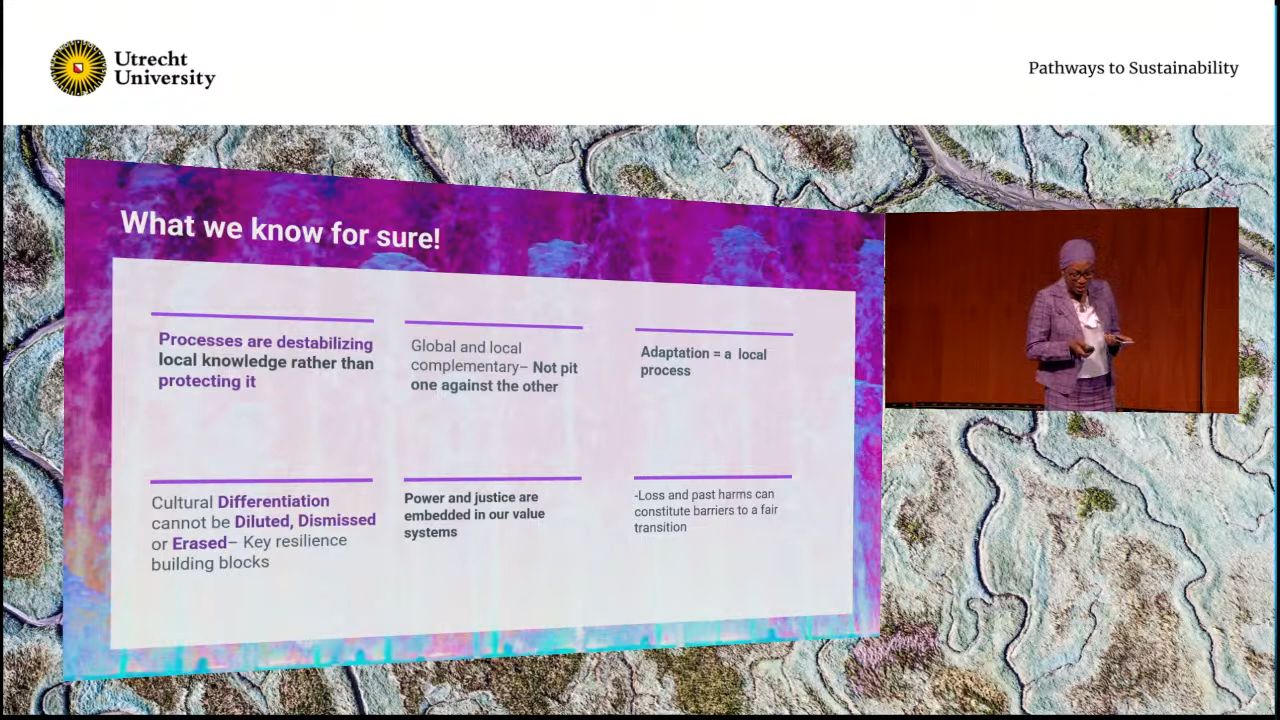 Utrecht
University
Pathways to Sustainability
What we know for sure!
Processes are destabilizing
local knowledge rather than
protecting it
Global and local
complementary– Not pit
one against the other
Adaptation = a local
process
Cultural Differentiation
cannot be Diluted, Dismissed
or Erased– Key resilience
building blocks
Power and justice are
embedded in our value
systems
-Loss and past harms can
constitute barriers to a fair
transition